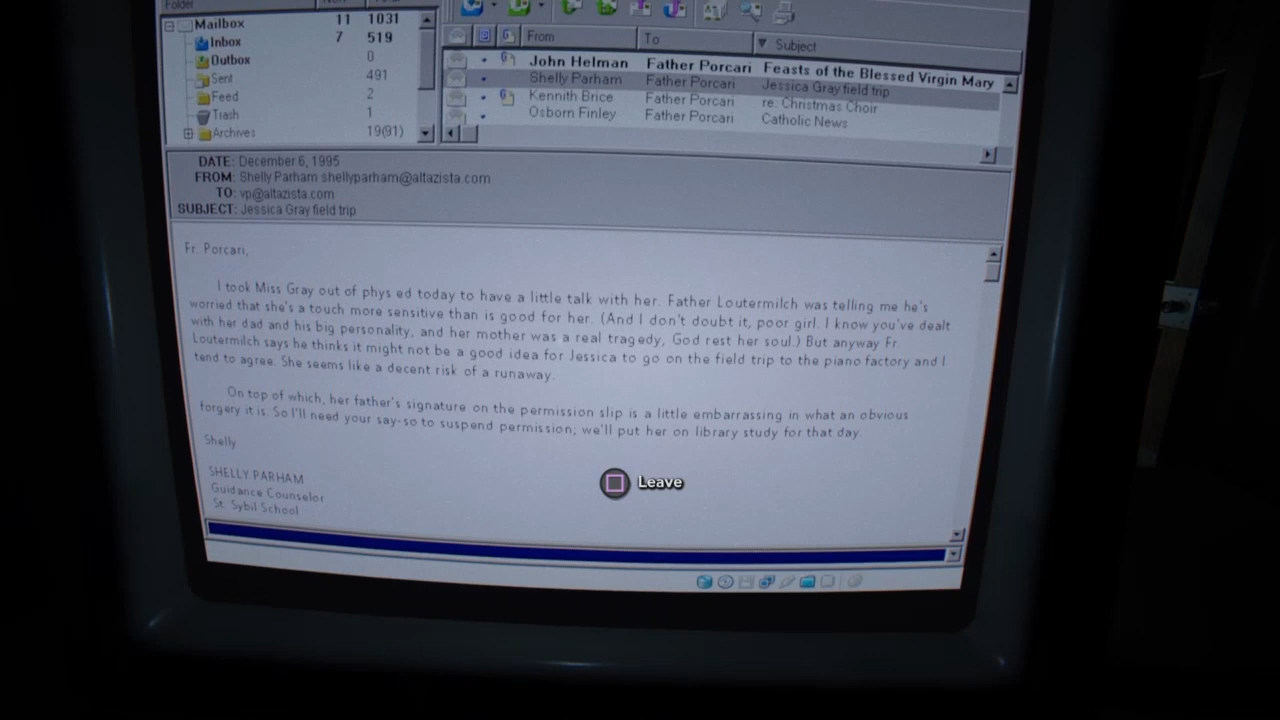 Folder
Mailbox 11 1031
Inbox 7 519
Outbox 0
Sent 491
Feed 2
Trash 1
Archives 19(91)
From To Subject
John Helman Father Porcari Feasts of the Blessed Virgin Mary
Shelly Parham Father Porcari Jessica Gray field trip
Kennith Brice Father Porcari re: Christmas Choir
Osborn Finley Father Porcari Catholic News
DATE: December 6, 1995
FROM: Shelly Parham shellyparham@altazista.com
TO: vp@altazista.com
SUBJECT: Jessica Gray field trip
Fr. Porcari,
I took Miss Gray out of phys ed today to have a little talk with her. Father Loutermilch was telling me he's
worried that she's a touch more sensitive than is good for her. (And I don't doubt it, poor girl. I know you've dealt
with her dad and his big personality, and her mother was a real tragedy, God rest her soul.) But anyway Fr.
Loutermilch says he thinks it might not be a good idea for Jessica to go on the field trip to the piano factory and I
tend to agree. She seems like a decent risk of a runaway.
On top of which, her father's signature on the permission slip is a little embarrassing in what an obvious
forgery it is. So I'll need your say-so to suspend permission; we'll put her on library study for that day.
Shelly
SHELLY PARHAM
Guidance Counselor
St. Sybil School
Leave